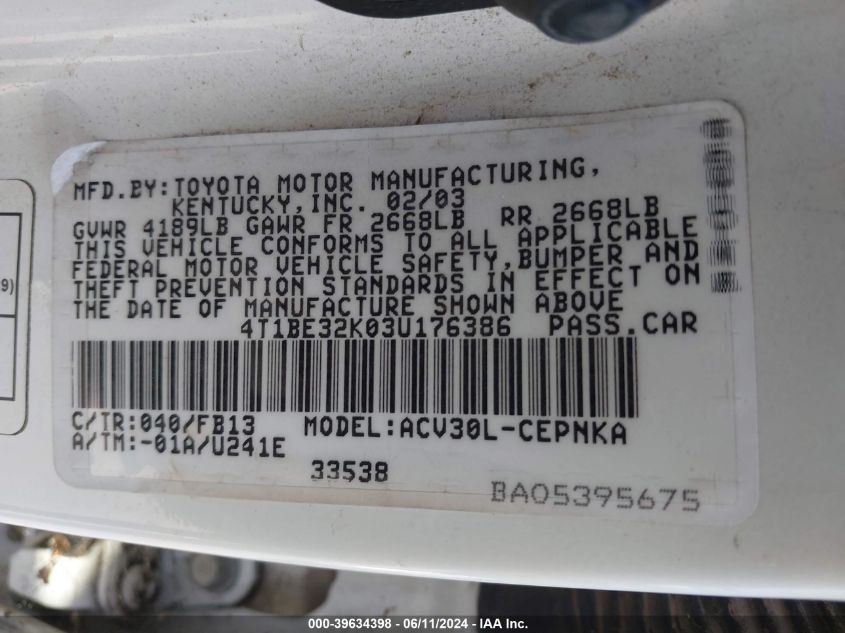 MFD.BY:TOYOTA MOTOR MANUFACTURING,
KENTUCKY,INC. 02/03
GVWR 4189LB GAWR FR 2668LB RR 2668LB
THIS VEHICLE CONFORMS TO ALL APPLICABLE
FEDERAL MOTOR VEHICLE SAFETY,BUMPER AND
THEFT PREVENTION STANDARDS IN EFFECT ON
THE DATE OF MANUFACTURE SHOWN ABOVE
4T1BE32K03U176386 PASS.CAR
C/TR:040/FB13 MODEL:ACV30L-CEPNKA
A/TM:-01A/U241E
33538
BA05395675
9)
000-39634398 - 06/11/2024 - IAA Inc.